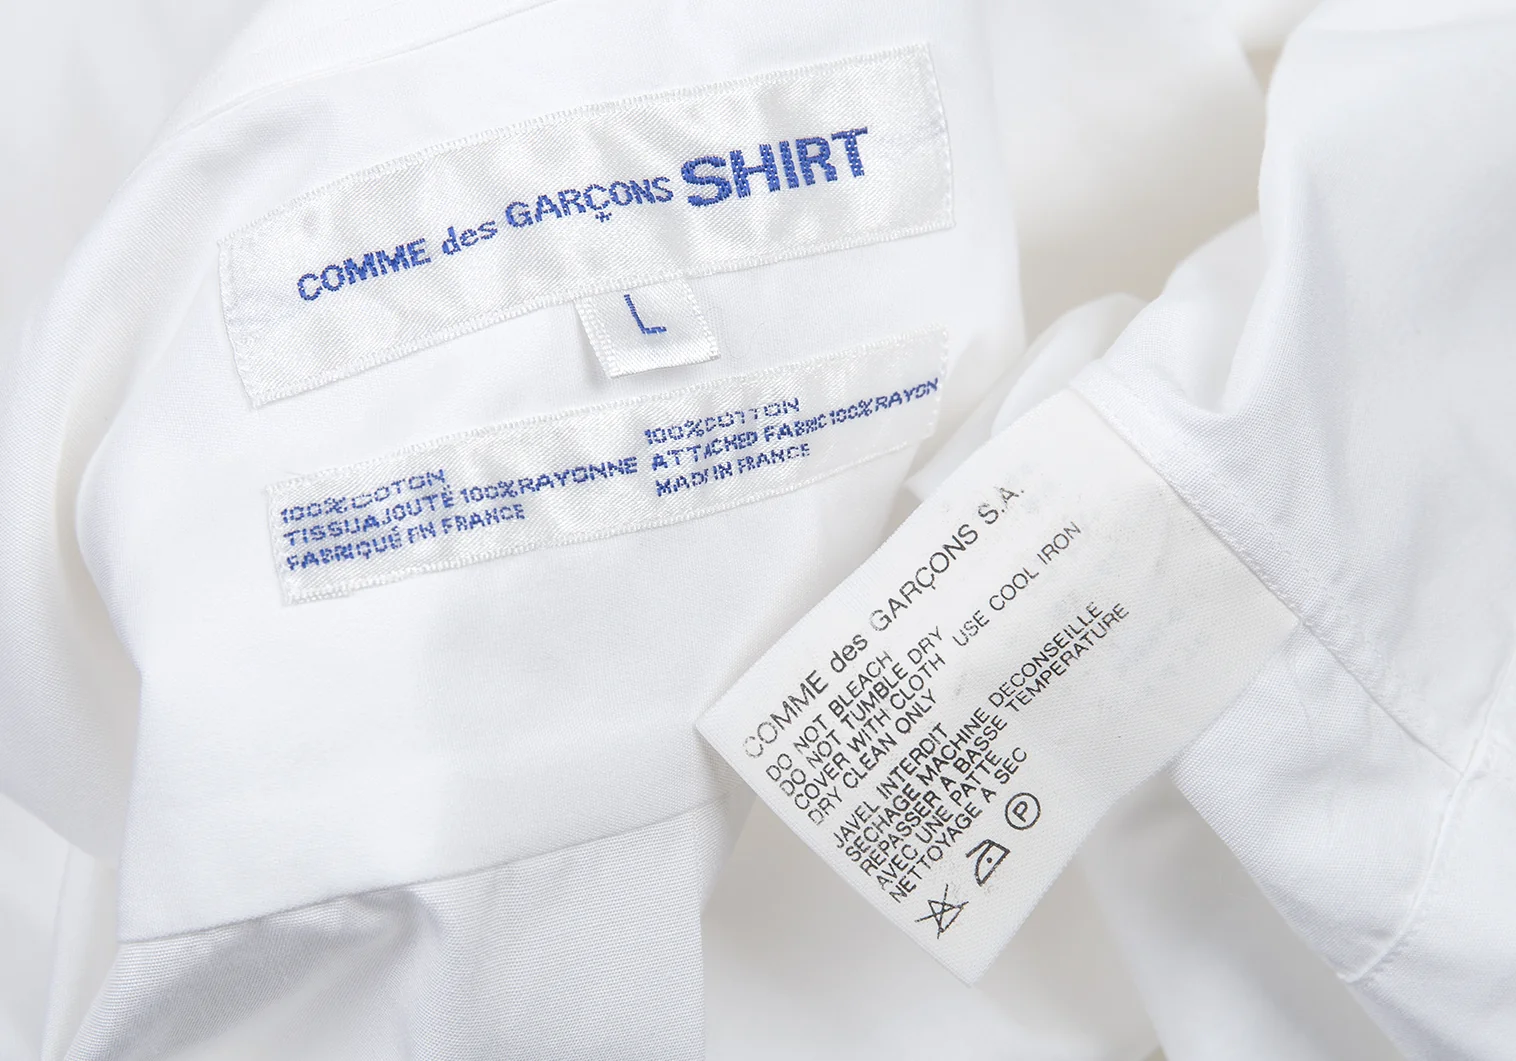 COMME des GARÇONS SHIRT
L
100%COTON
TISSU AJOUTÉ 100%RAYONNE
FABRIQUÉ EN FRANCE
100%COTTON
ATTACHED FABRIC 100%RAYON
MADE IN FRANCE
COMME des GARÇONS S.A.
DO NOT BLEACH
DO NOT TUMBLE DRY
COVER WITH CLOTH USE COOL IRON
DRY CLEAN ONLY
JAVEL INTERDIT
SECHAGE MACHINE DECONSEILLE
REPASSER A BASSE TEMPERATURE
AVEC UNE PATTE
NETTOYAGE A SEC
P